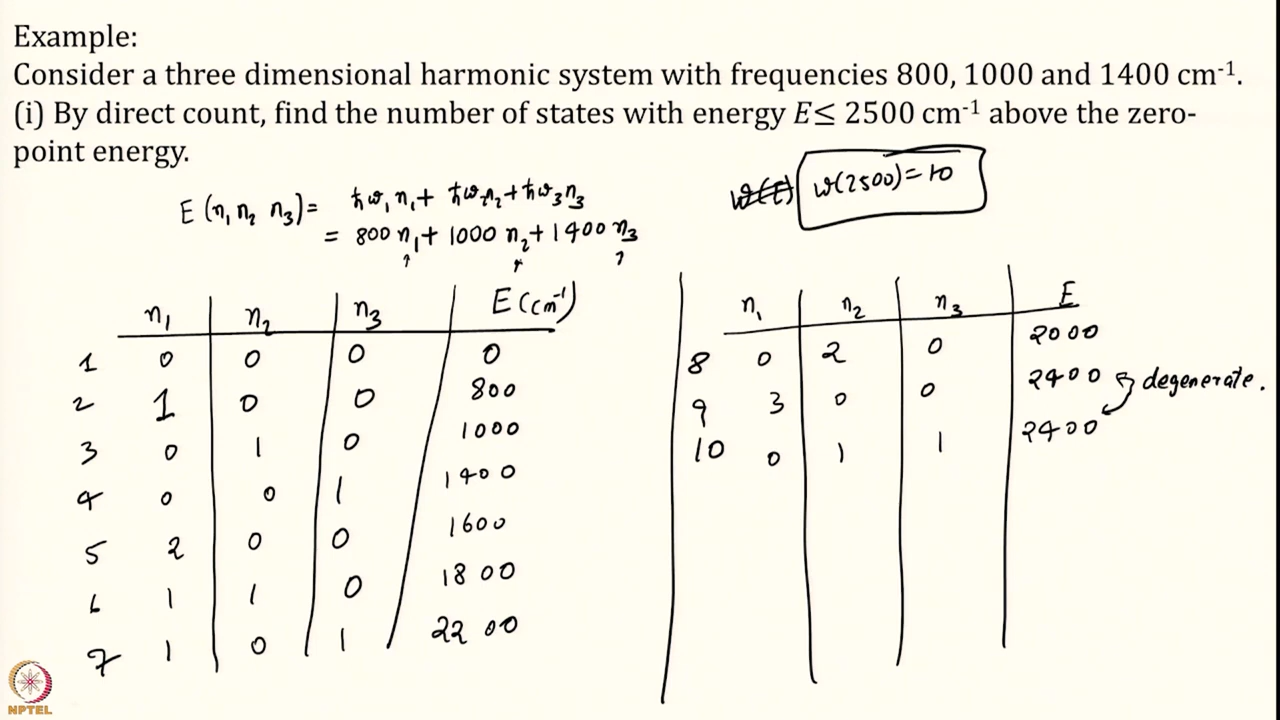 Example:
Consider a three dimensional harmonic system with frequencies 800, 1000 and 1400 cm⁻¹.
(i) By direct count, find the number of states with energy E≤ 2500 cm⁻¹ above the zero-
point energy.
W(E) W(2500)=10
E (n₁ n₂ n₃)= ħω₁n₁+ ħω₂n₂+ħω₃n₃
= 800 n₁+ 1000 n₂+1400 n₃
n₁ n₂ n₃ E (cm⁻¹)
1 0 0 0 0
2 1 0 0 800
3 0 1 0 1000
4 0 0 1 1400
5 2 0 0 1600
6 1 1 0 1800
7 1 0 1 2200
n₁ n₂ n₃ E
8 0 2 0 2000
9 3 0 0 2400
10 0 1 1 2400
degenerate.
NPTEL